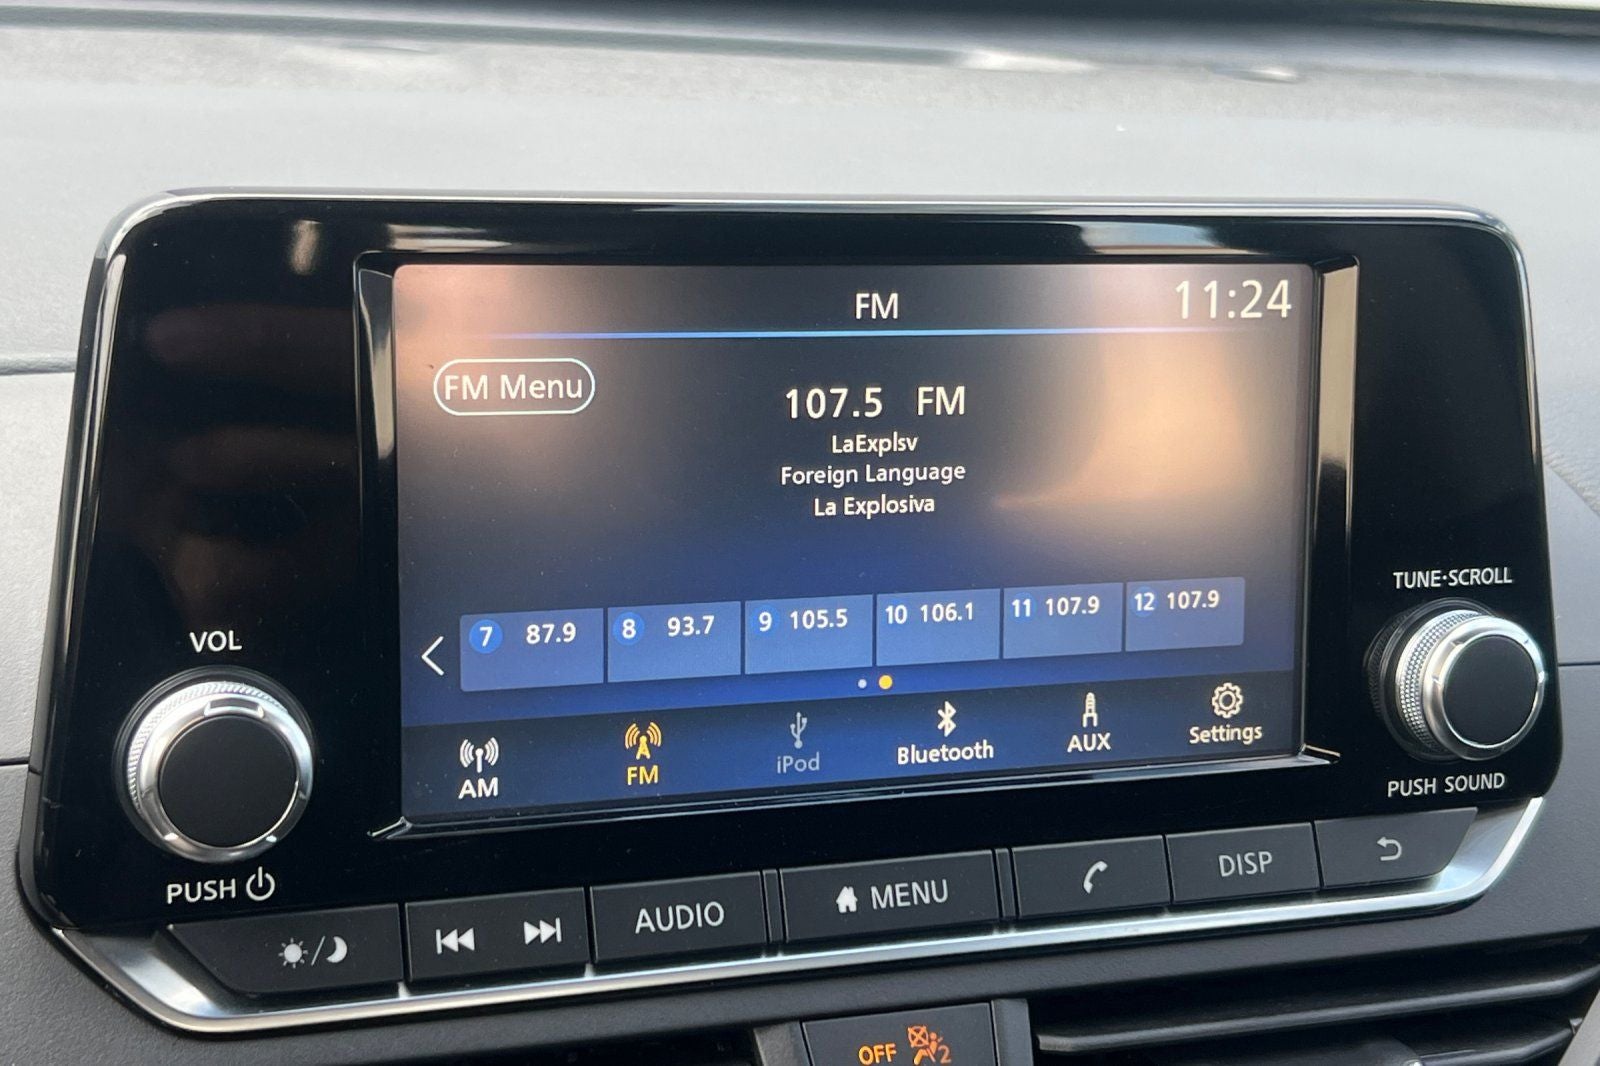 FM
11:24
FM Menu
107.5 FM
LaExplsv
Foreign Language
La Explosiva
7 87.9
8 93.7
9 105.5
10 106.1
11 107.9
12 107.9
AM
FM
iPod
Bluetooth
AUX
Settings
VOL
PUSH
TUNE·SCROLL
PUSH SOUND
AUDIO
MENU
DISP
OFF
2